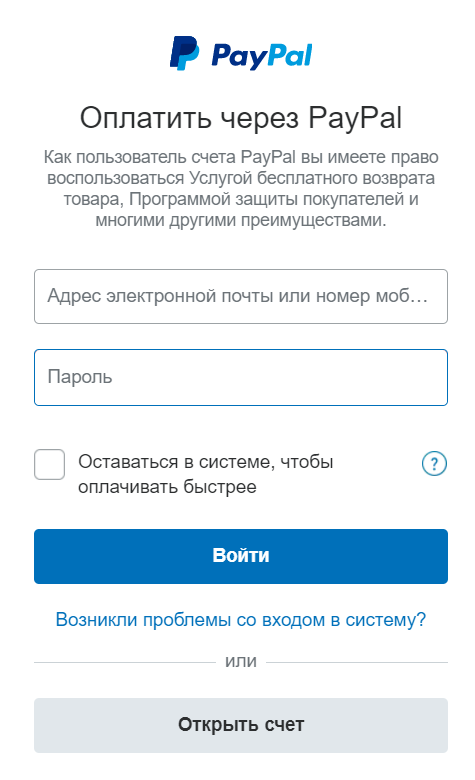 PayPal
Оплатить через PayPal
Как пользователь счета PayPal вы имеете право
воспользоваться Услугой бесплатного возврата
товара, Программой защиты покупателей и
многими другими преимуществами.
Адрес электронной почты или номер моб…
Пароль
Оставаться в системе, чтобы
оплачивать быстрее
?
Войти
Возникли проблемы со входом в систему?
или
Открыть счет